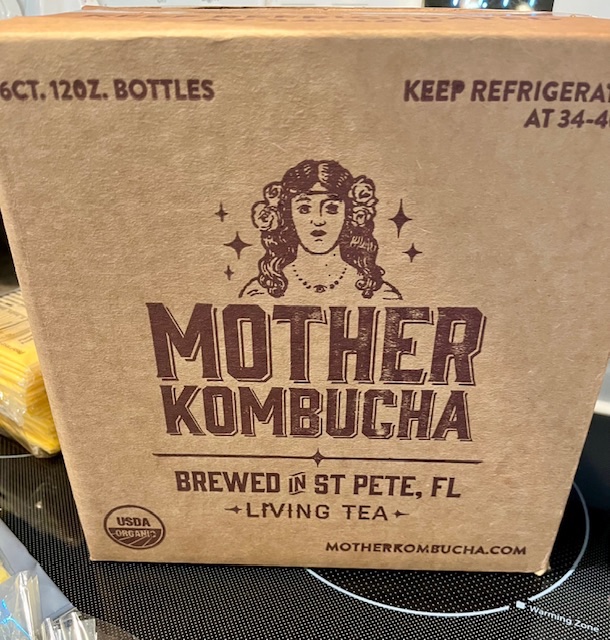 6CT. 12OZ. BOTTLES
KEEP REFRIGERAT
AT 34-4
MOTHER
KOMBUCHA
BREWED IN ST PETE, FL
LIVING TEA
USDA
ORGANIC
MOTHERKOMBUCHA.COM
Warming Zone